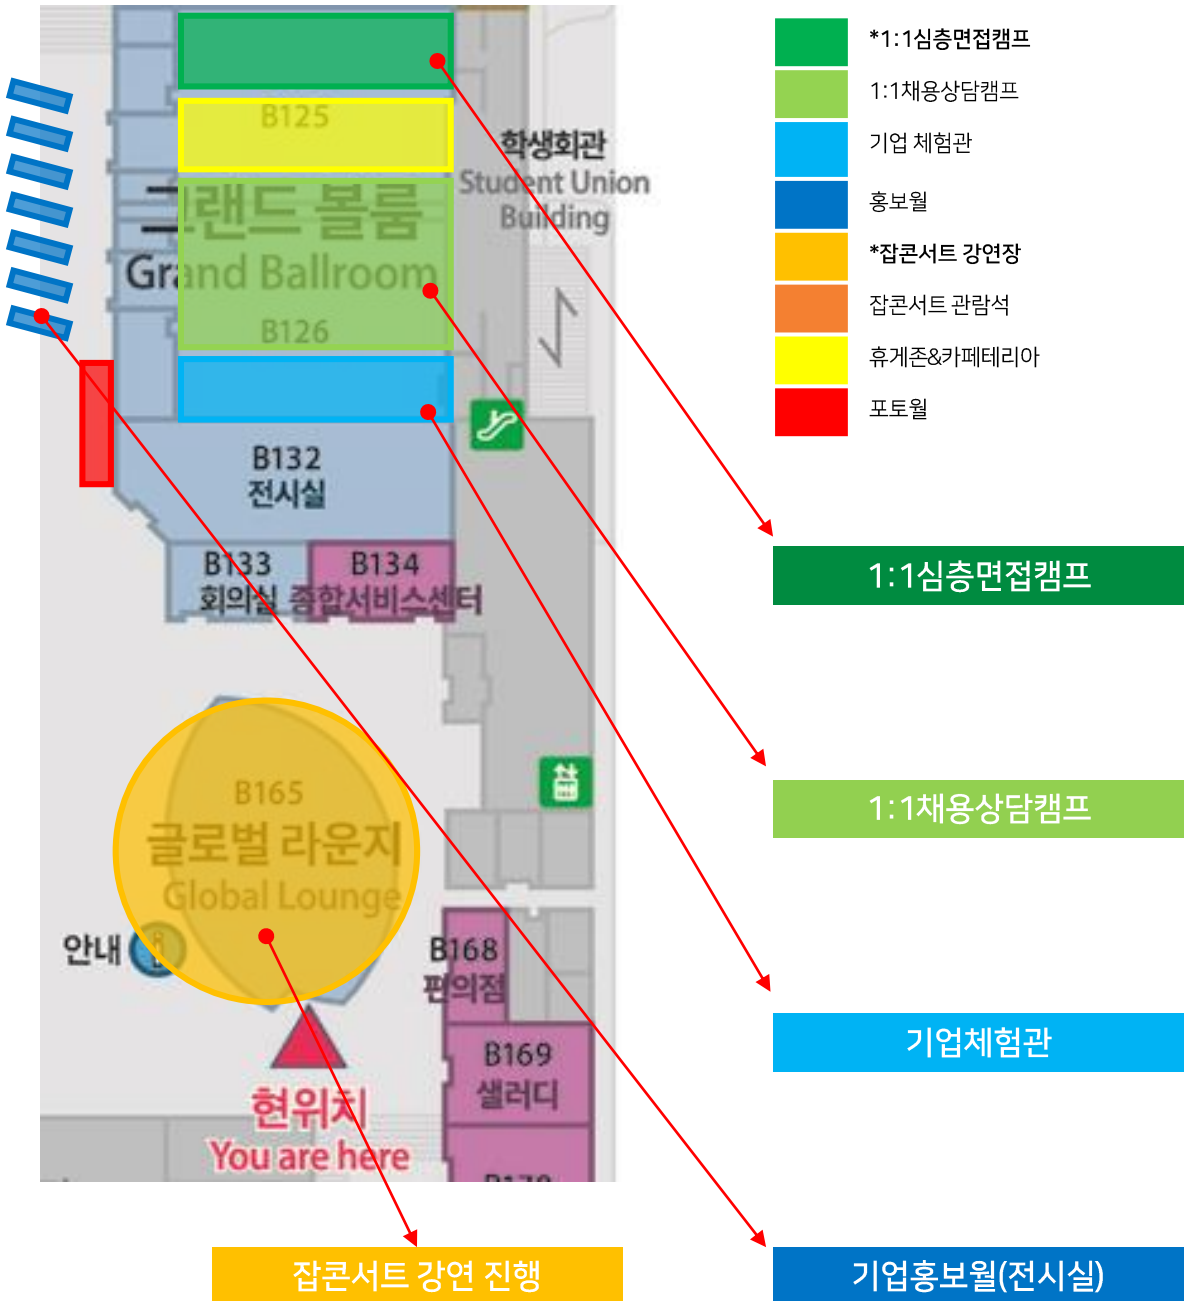 *1:1심층면접캠프
1:1채용상담캠프
기업 체험관
홍보월
*잡콘서트 강연장
잡콘서트 관람석
휴게존&카페테리아
포토월
B125
학생회관
Student Union
Building
그랜드 볼룸
Grand Ballroom
B126
B132
전시실
B133
회의실
B134
종합서비스센터
1:1심층면접캠프
B165
글로벌 라운지
Global Lounge
1:1채용상담캠프
안내
B168
편의점
기업체험관
B169
샐러디
현위치
You are here
B170
잡콘서트 강연 진행
기업홍보월(전시실)